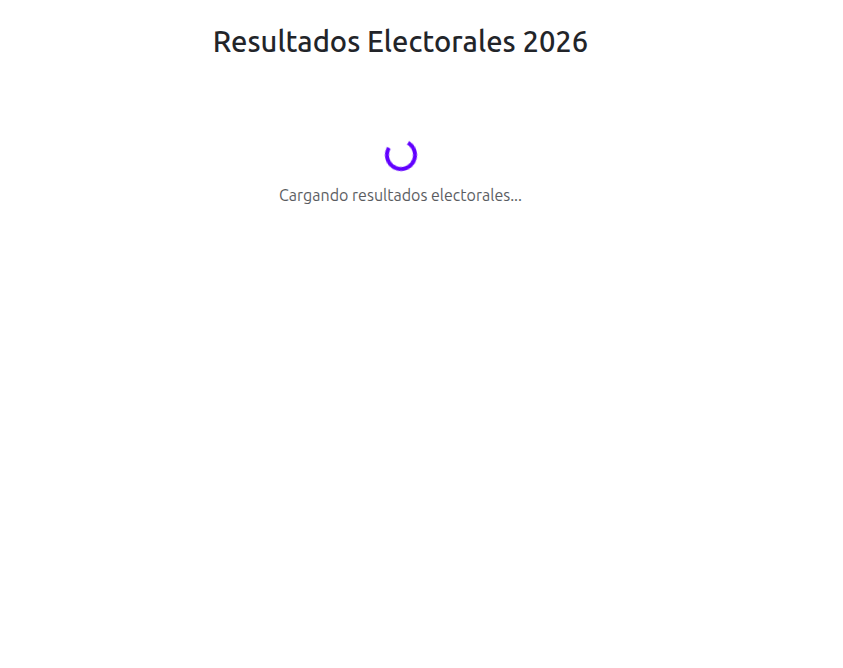 Resultados Electorales 2026
Cargando resultados electorales...